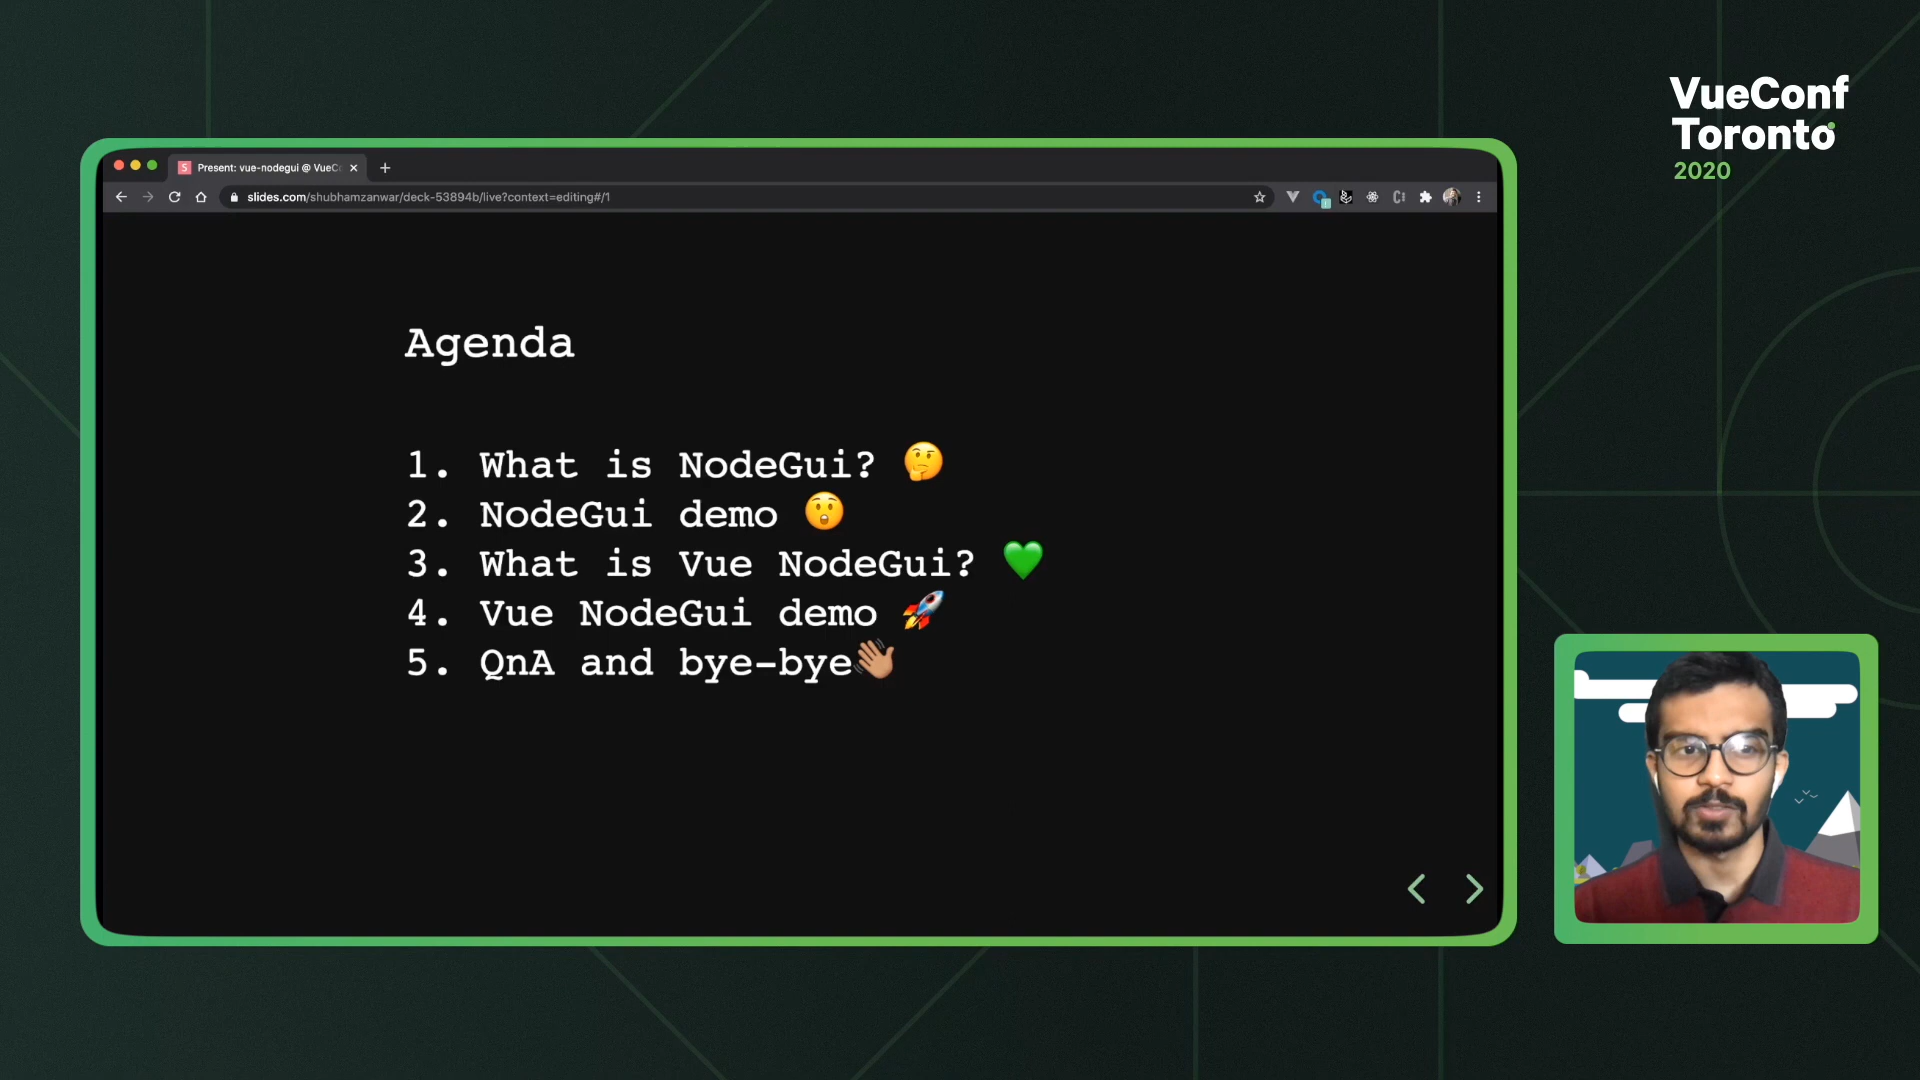 VueConf
Toronto
2020
Present: vue-nodegui @ VueCo
slides.com/shubhamzanwar/deck-53894b/live?context=editing#/1
Agenda
1. What is NodeGui? 🤔
2. NodeGui demo 😲
3. What is Vue NodeGui? 💚
4. Vue NodeGui demo 🚀
5. QnA and bye-bye👋🏽